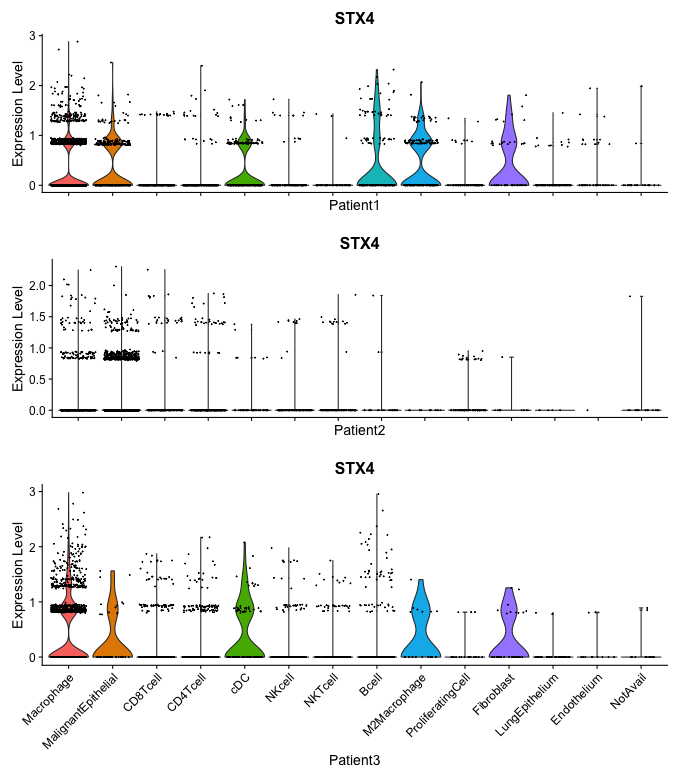 STX4
Expression Level
3
2
1
0
Patient1
STX4
Expression Level
2.0
1.5
1.0
0.5
0.0
Patient2
STX4
Expression Level
3
2
1
0
Macrophage
MalignantEpithelial
CD8Tcell
CD4Tcell
cDC
NKcell
NKTcell
Bcell
M2Macrophage
ProliferatingCell
Fibroblast
LungEpithelium
Endothelium
NotAvail
Patient3